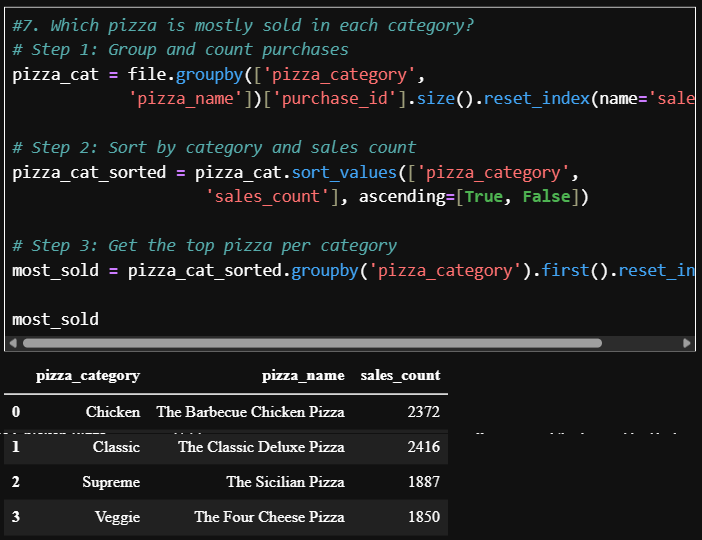 #7. Which pizza is mostly sold in each category?
# Step 1: Group and count purchases
pizza_cat = file.groupby(['pizza_category',
'pizza_name'])['purchase_id'].size().reset_index(name='sale
# Step 2: Sort by category and sales count
pizza_cat_sorted = pizza_cat.sort_values(['pizza_category',
'sales_count'], ascending=[True, False])
# Step 3: Get the top pizza per category
most_sold = pizza_cat_sorted.groupby('pizza_category').first().reset_in
most_sold
pizza_category pizza_name sales_count
0 Chicken The Barbecue Chicken Pizza 2372
1 Classic The Classic Deluxe Pizza 2416
2 Supreme The Sicilian Pizza 1887
3 Veggie The Four Cheese Pizza 1850